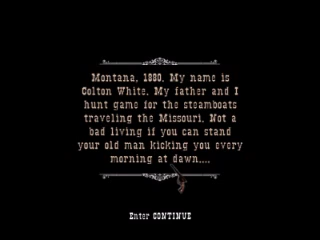 Montana, 1880. My name is
Colton White. My father and I
hunt game for the steamboats
traveling the Missouri. Not a
bad living if you can stand
your old man kicking you every
morning at dawn....
Enter CONTINUE